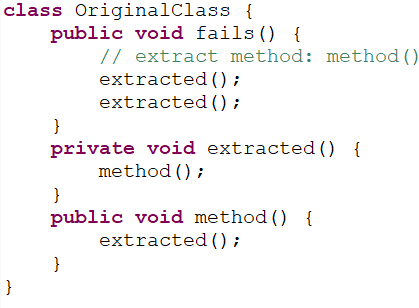 class OriginalClass {
    public void fails() {
        // extract method: method()
        extracted();
        extracted();
    }
    private void extracted() {
        method();
    }
    public void method() {
        extracted();
    }
}